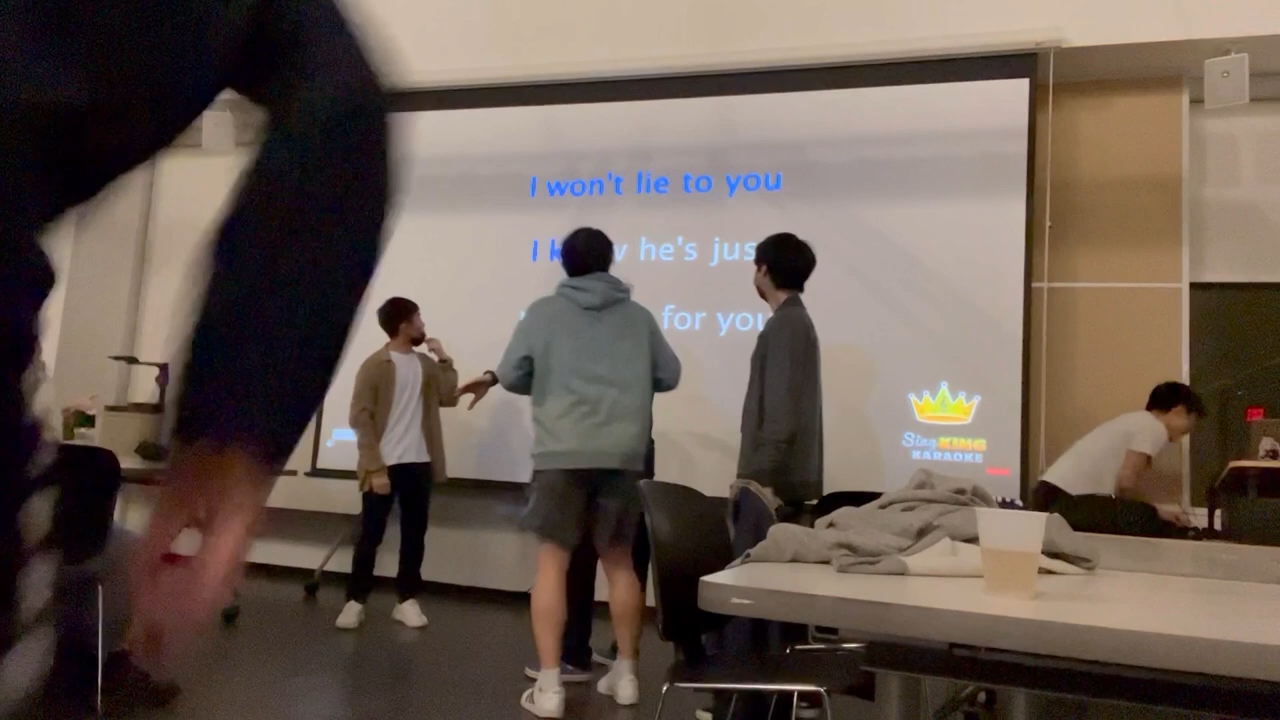 I won't lie to you
I he's jus
for you
Sing KING
KARAOKE